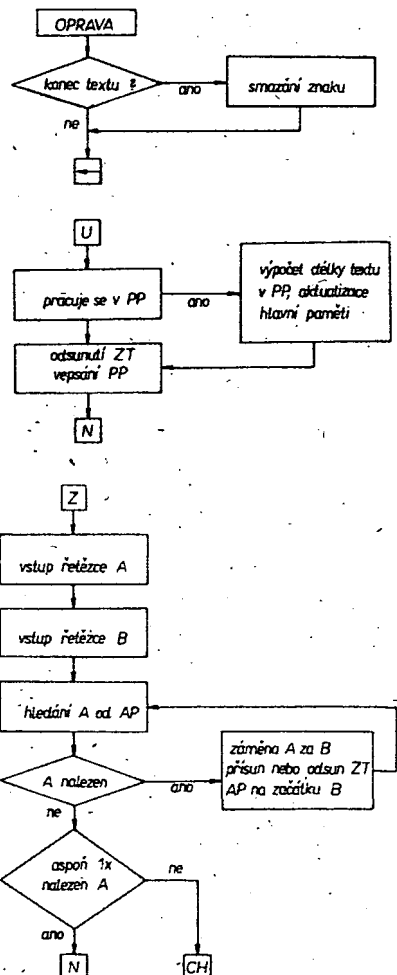 OPRAVA
konec textu ?
ano
smazání znaku
ne
U
pracuje se v PP
ano
výpočet délky textu
v PP, aktualizace
hlavní paměti
odsunutí ZT
vepsání PP
N
Z
vstup řetězce A
vstup řetězce B
hledání A od AP
A nalezen
ano
záměna A za B
přísun nebo odsun ZT
AP na začátku B
ne
aspoň 1x
nalezen A
ne
ano
N
CH